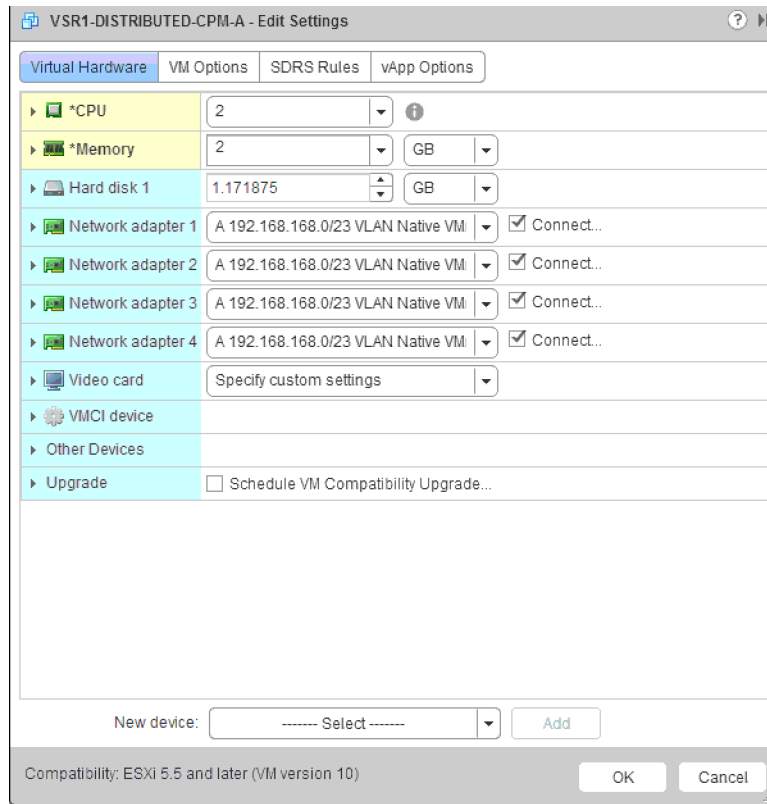 VSR1-DISTRIBUTED-CPM-A - Edit Settings ?
Virtual Hardware VM Options SDRS Rules vApp Options
*CPU 2
*Memory 2 GB
Hard disk 1 1.171875 GB
Network adapter 1 A 192.168.168.0/23 VLAN Native VM Connect...
Network adapter 2 A 192.168.168.0/23 VLAN Native VM Connect...
Network adapter 3 A 192.168.168.0/23 VLAN Native VM Connect...
Network adapter 4 A 192.168.168.0/23 VLAN Native VM Connect...
Video card Specify custom settings
VMCI device
Other Devices
Upgrade Schedule VM Compatibility Upgrade...
New device: ------- Select ------- Add
Compatibility: ESXi 5.5 and later (VM version 10) OK Cancel